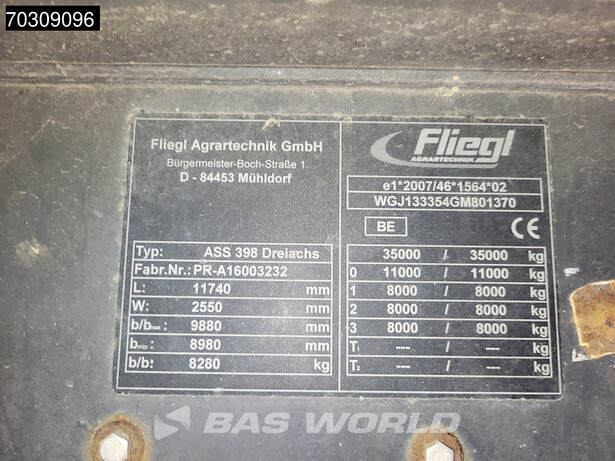 70309096
Fliegl Agrartechnik GmbH
Bürgermeister-Boch-Straße 1
D - 84453 Mühldorf
Typ: ASS 398 Dreiachs
Fabr.Nr.: PR-A16003232
L: 11740 mm
W: 2550 mm
b/bmax: 9880 mm
bmin: 8980 mm
b/b: 8280 kg
Fliegl
AGRARTECHNIK
e1*2007/46*1564*02
WGJ133354GM801370
BE
35000 / 35000 kg
0 11000 / 11000 kg
1 8000 / 8000 kg
2 8000 / 8000 kg
3 8000 / 8000 kg
T1 --- / --- kg
T2 --- / --- kg
BAS WORLD